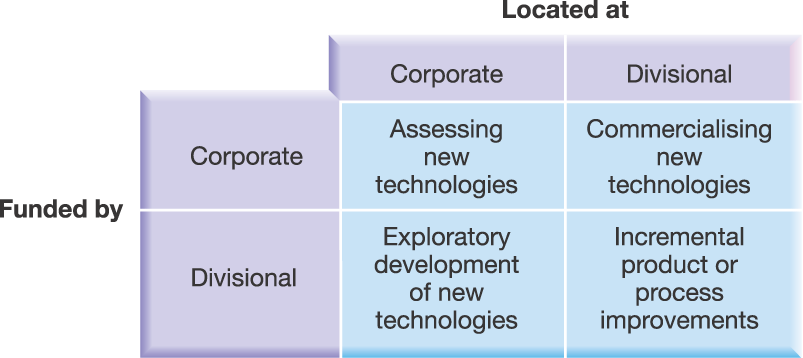 Located at
Corporate
Divisional
Corporate
Assessing
new
technologies
Commercialising
new
technologies
Funded by
Divisional
Exploratory
development
of new
technologies
Incremental
product or
process
improvements